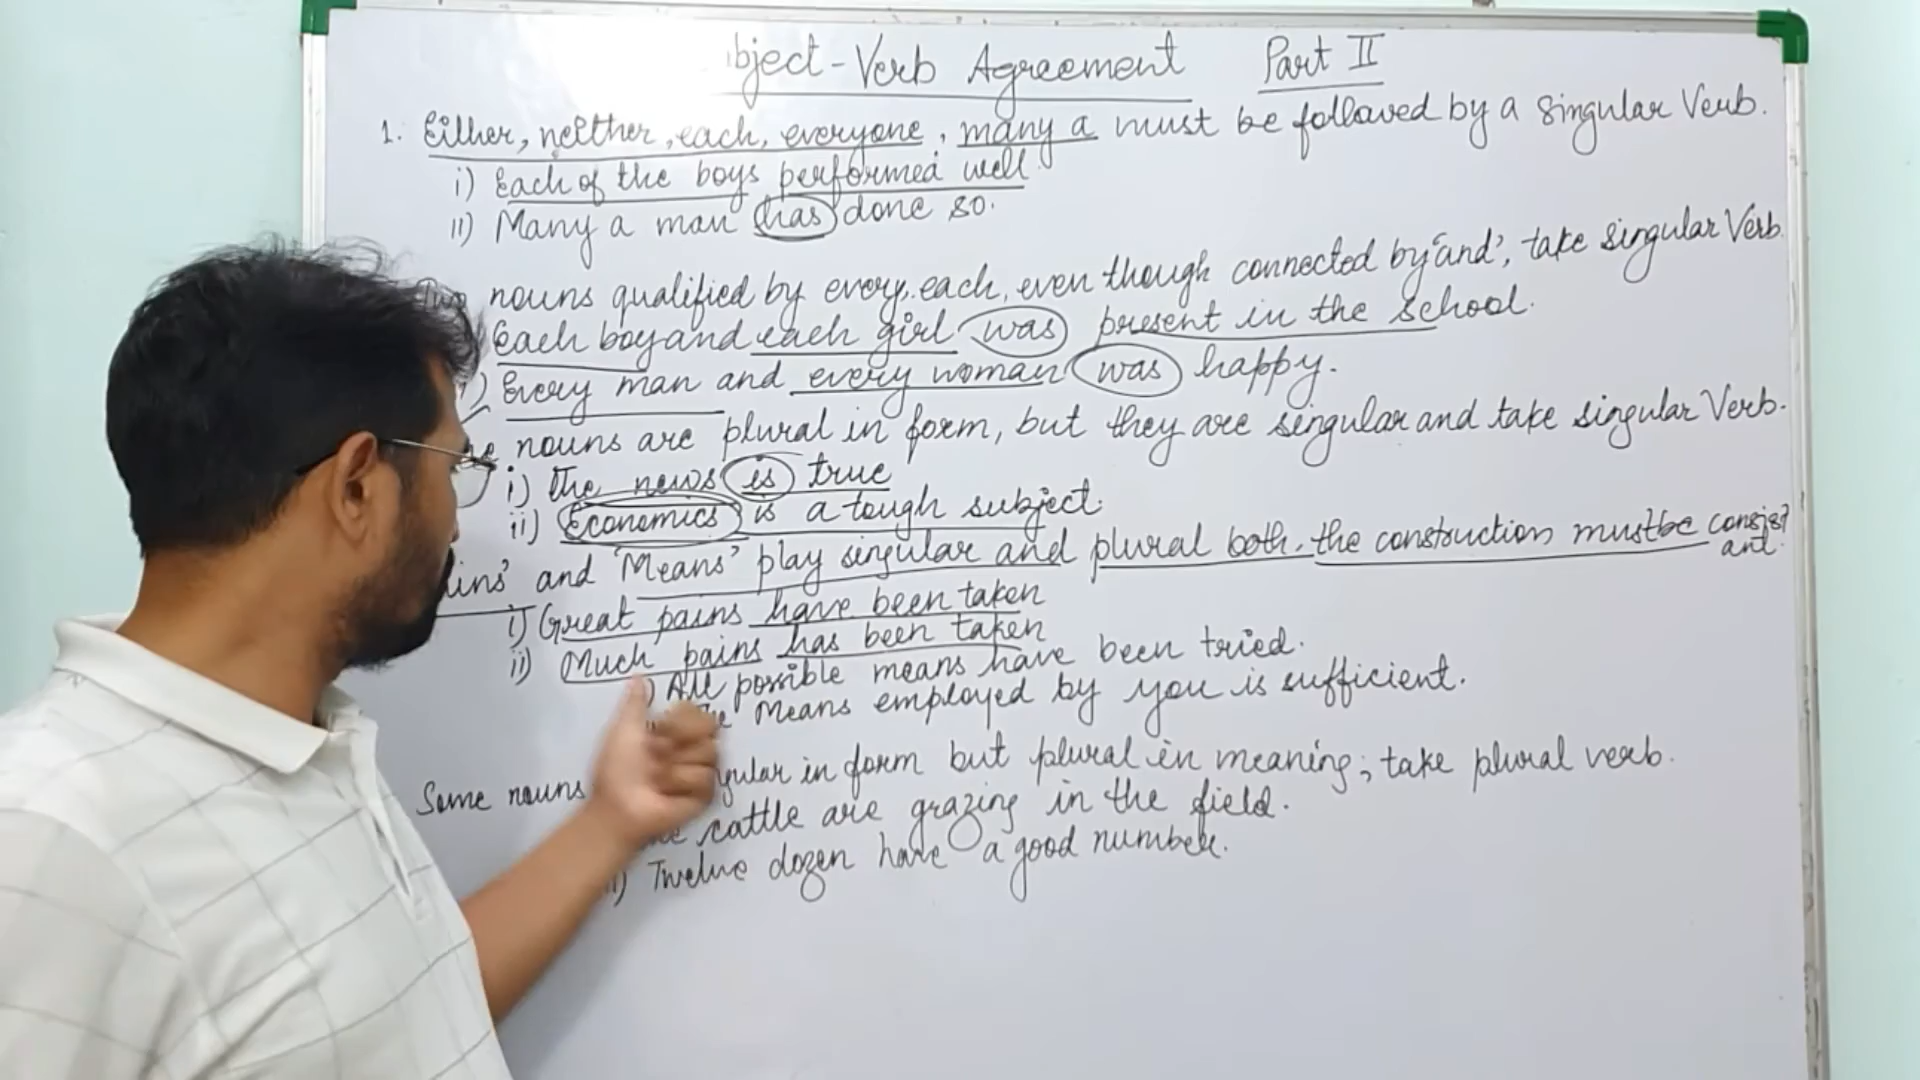 bject - Verb Agreement Part II
1. Either, neither, each, everyone, many a must be followed by a singular Verb.
i) Each of the boys performed well.
ii) Many a man has done so.
nouns qualified by every, each, even though connected by 'and', take singular Verb.
Each boy and each girl was present in the school.
Every man and every woman was happy.
nouns are plural in form, but they are singular and take singular Verb.
i) The news is true
ii) Economics is a tough subject.
ins' and 'Means' play singular and plural both, the construction must be consist
ant.
i) Great pains have been taken
ii) Much pains has been taken
) All possible means have been tried.
Means employed by you is sufficient.
Some nouns gular in form but plural in meaning; take plural verb.
cattle are grazing in the field.
) Twelve dozen have a good number.